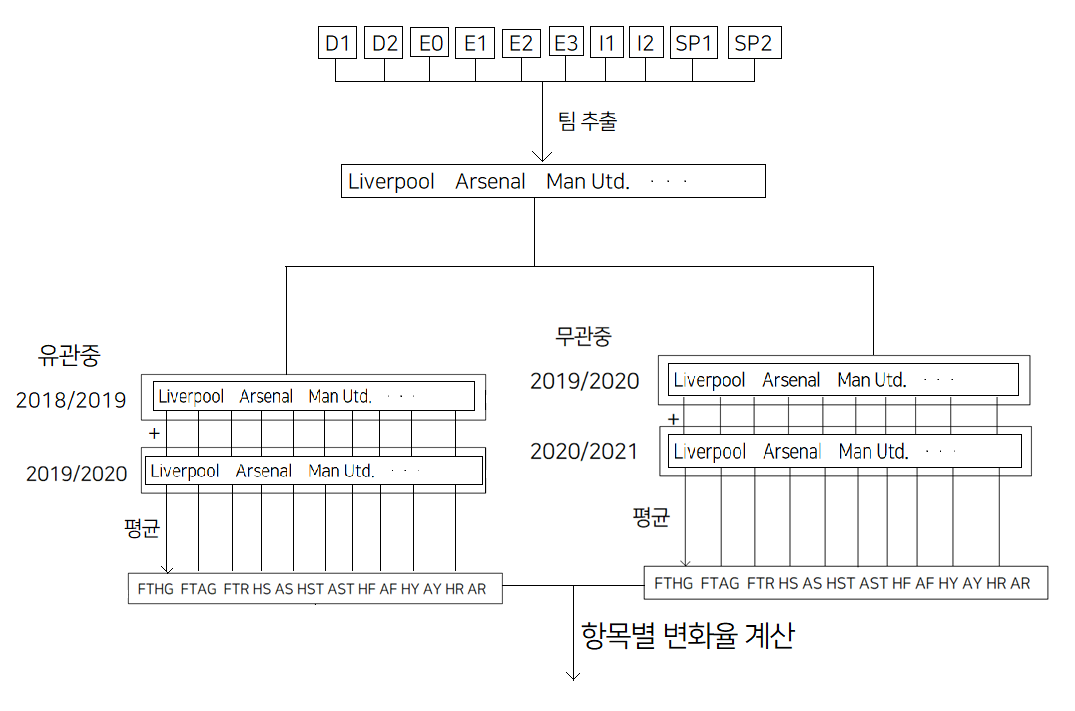 D1 D2 E0 E1 E2 E3 I1 I2 SP1 SP2
팀 추출
Liverpool Arsenal Man Utd. · · ·
유관중
2018/2019
Liverpool Arsenal Man Utd. · · ·
+
2019/2020
Liverpool Arsenal Man Utd. · · ·
평균
FTHG FTAG FTR HS AS HST AST HF AF HY AY HR AR
무관중
2019/2020
Liverpool Arsenal Man Utd. · · ·
+
2020/2021
Liverpool Arsenal Man Utd. · · ·
평균
FTHG FTAG FTR HS AS HST AST HF AF HY AY HR AR
항목별 변화율 계산